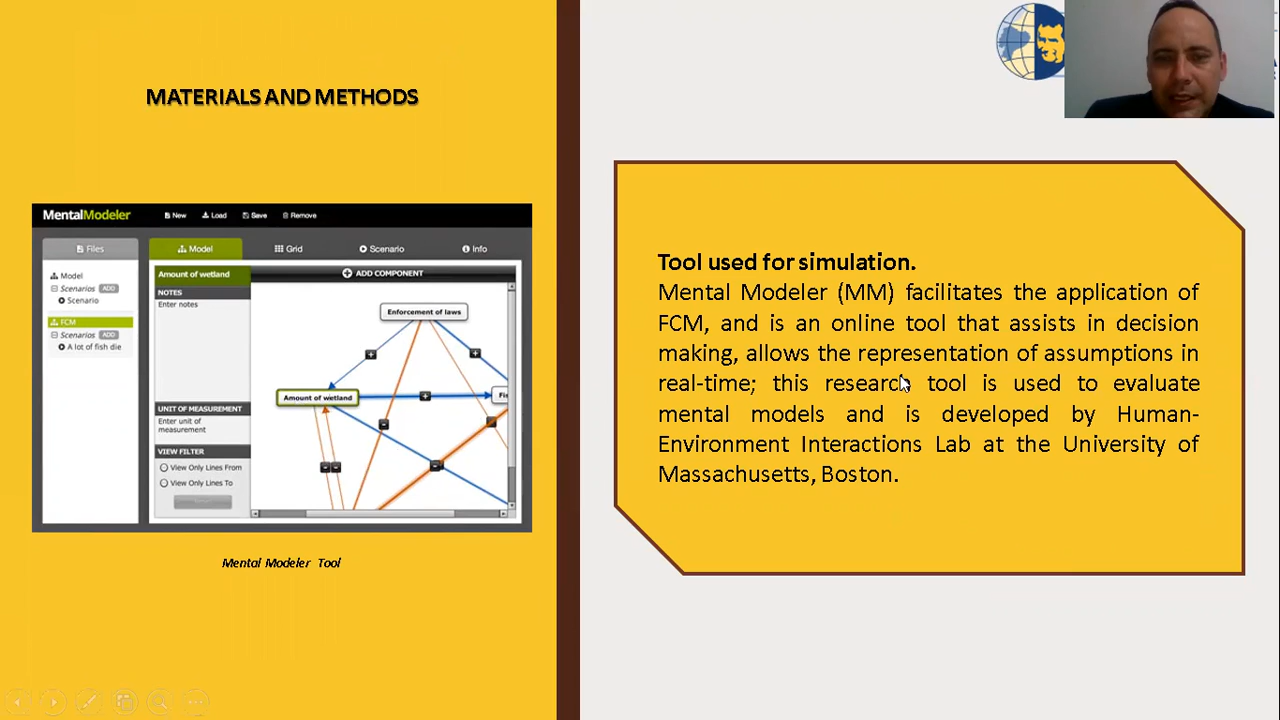 MATERIALS AND METHODS
MentalModeler
New
Load
Save
Remove
Files
Model
Grid
Scenario
Info
Model
Scenarios ADD
Scenario
FCM
Scenarios ADD
A lot of fish die
Amount of wetland
NOTES
Enter notes
UNIT OF MEASUREMENT
Enter unit of
measurement
VIEW FILTER
View Only Lines From
View Only Lines To
ADD COMPONENT
Enforcement of laws
Amount of wetland
Mental Modeler Tool
Tool used for simulation.
Mental Modeler (MM) facilitates the application of
FCM, and is an online tool that assists in decision
making, allows the representation of assumptions in
real-time; this research tool is used to evaluate
mental models and is developed by Human-
Environment Interactions Lab at the University of
Massachusetts, Boston.